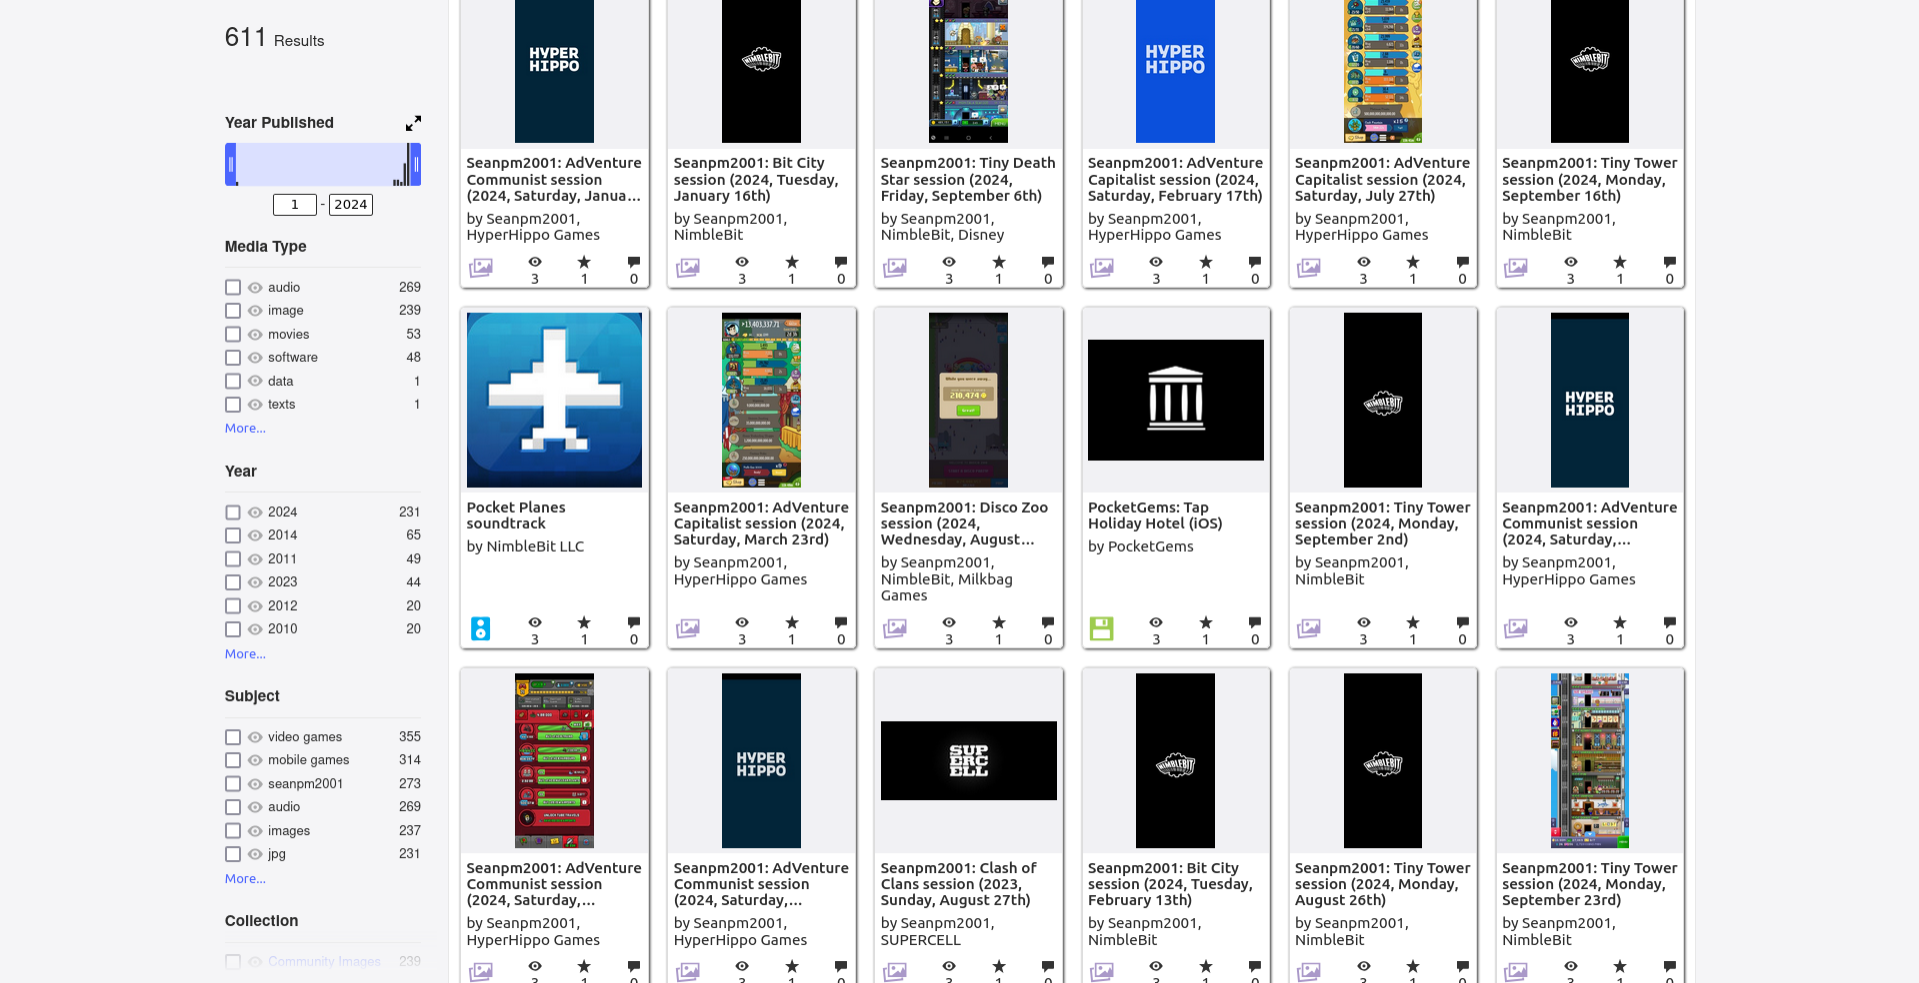 611 Results
Year Published
1 - 2024
Media Type
audio 269
image 239
movies 53
software 48
data 1
texts 1
More...
Year
2024 231
2014 65
2011 49
2023 44
2012 20
2010 20
More...
Subject
video games 355
mobile games 314
seanpm2001 273
audio 269
images 237
jpg 231
More...
Collection
Community Images 239
HYPER
HIPPO
Seanpm2001: AdVenture
Communist session
(2024, Saturday, Janua...
by Seanpm2001,
HyperHippo Games
3 1 0
NIMBLEBIT
Seanpm2001: Bit City
session (2024, Tuesday,
January 16th)
by Seanpm2001,
NimbleBit
3 1 0
Seanpm2001: Tiny Death
Star session (2024,
Friday, September 6th)
by Seanpm2001,
NimbleBit, Disney
3 1 0
HYPER
HIPPO
Seanpm2001: AdVenture
Capitalist session (2024,
Saturday, February 17th)
by Seanpm2001,
HyperHippo Games
3 1 0
Seanpm2001: AdVenture
Capitalist session (2024,
Saturday, July 27th)
by Seanpm2001,
HyperHippo Games
3 1 0
NIMBLEBIT
Seanpm2001: Tiny Tower
session (2024, Monday,
September 16th)
by Seanpm2001,
NimbleBit
3 1 0
Pocket Planes
soundtrack
by NimbleBit LLC
3 1 0
13,403,337.71
Seanpm2001: AdVenture
Capitalist session (2024,
Saturday, March 23rd)
by Seanpm2001,
HyperHippo Games
3 1 0
While you were away...
210,474
Seanpm2001: Disco Zoo
session (2024,
Wednesday, August...
by Seanpm2001,
NimbleBit, Milkbag
Games
3 1 0
PocketGems: Tap
Holiday Hotel (iOS)
by PocketGems
3 1 0
NIMBLEBIT
Seanpm2001: Tiny Tower
session (2024, Monday,
September 2nd)
by Seanpm2001,
NimbleBit
3 1 0
HYPER
HIPPO
Seanpm2001: AdVenture
Communist session
(2024, Saturday,...
by Seanpm2001,
HyperHippo Games
3 1 0
Seanpm2001: AdVenture
Communist session
(2024, Saturday,...
by Seanpm2001,
HyperHippo Games
HYPER
HIPPO
Seanpm2001: AdVenture
Communist session
(2024, Saturday,...
by Seanpm2001,
HyperHippo Games
SUP
ERC
ELL
Seanpm2001: Clash of
Clans session (2023,
Sunday, August 27th)
by Seanpm2001,
SUPERCELL
NIMBLEBIT
Seanpm2001: Bit City
session (2024, Tuesday,
February 13th)
by Seanpm2001,
NimbleBit
NIMBLEBIT
Seanpm2001: Tiny Tower
session (2024, Monday,
August 26th)
by Seanpm2001,
NimbleBit
Seanpm2001: Tiny Tower
session (2024, Monday,
September 23rd)
by Seanpm2001,
NimbleBit